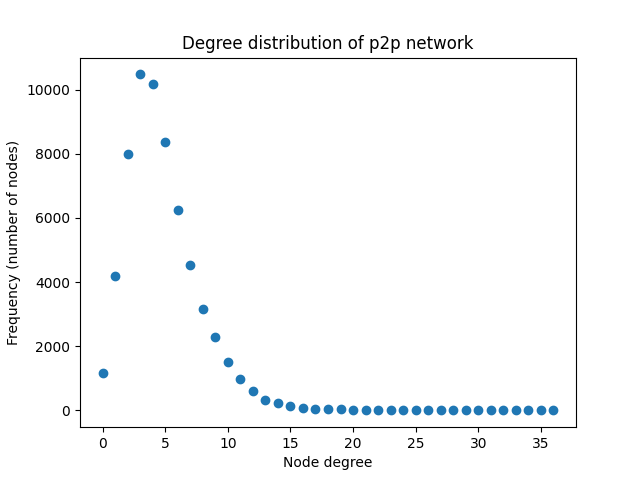 Degree distribution of p2p network
10000
8000
6000
4000
2000
0
Frequency (number of nodes)
0 5 10 15 20 25 30 35
Node degree